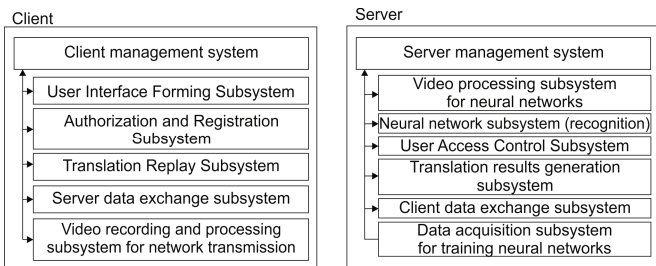 Client
Client management system
User Interface Forming Subsystem
Authorization and Registration
Subsystem
Translation Replay Subsystem
Server data exchange subsystem
Video recording and processing
subsystem for network transmission
Server
Server management system
Video processing subsystem
for neural networks
Neural network subsystem (recognition)
User Access Control Subsystem
Translation results generation
subsystem
Client data exchange subsystem
Data acquisition subsystem
for training neural networks